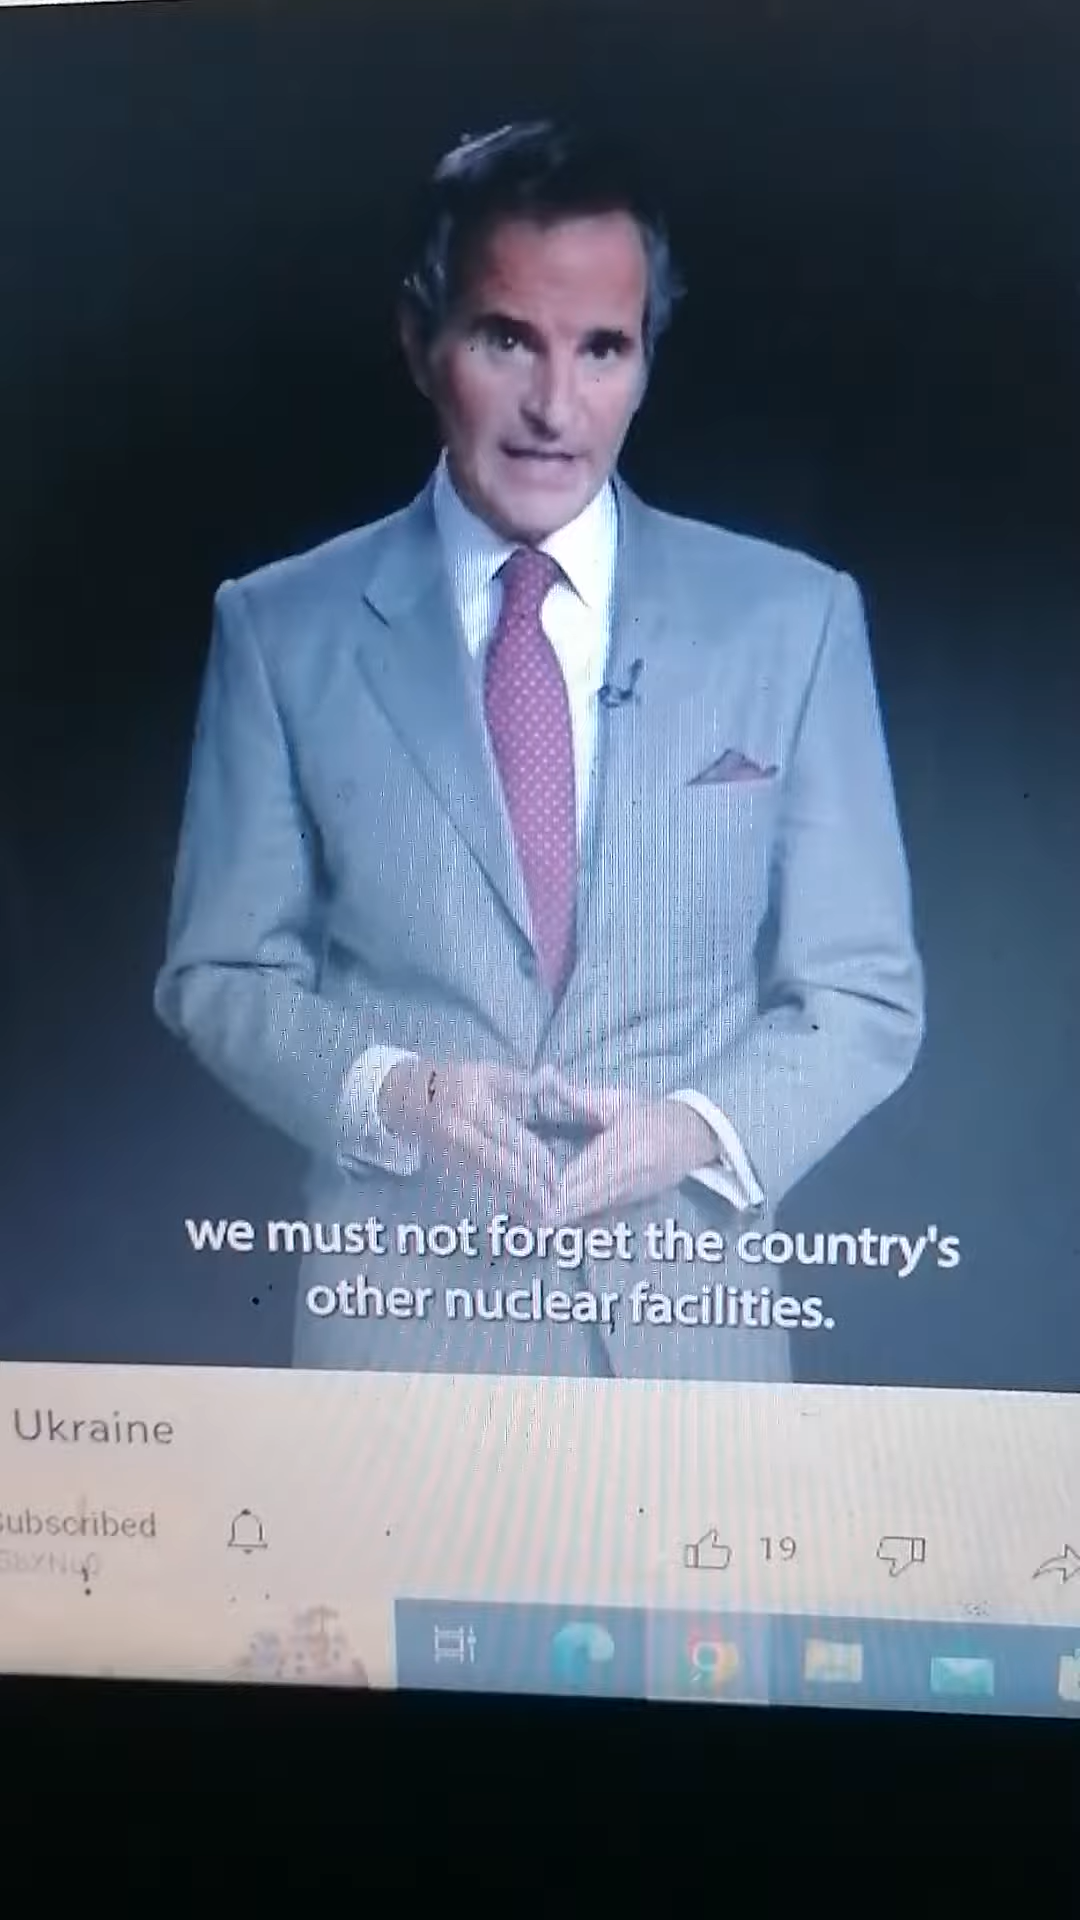 we must not forget the country's
other nuclear facilities.
Ukraine
subscribed
19